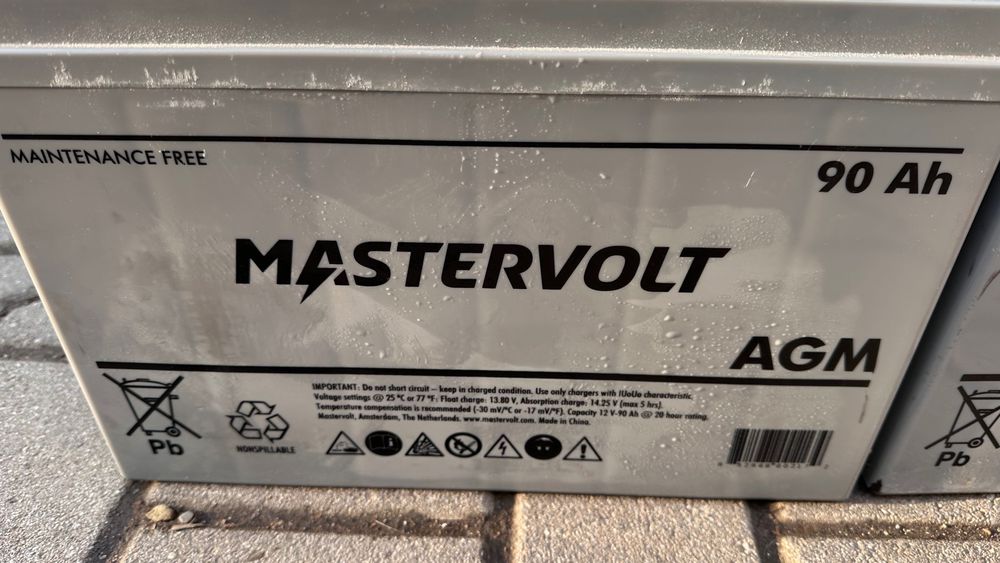 MAINTENANCE FREE
90 Ah
MASTERVOLT
AGM
IMPORTANT: Do not short circuit – keep in charged condition. Use only chargers with IUoUo characteristic.
Voltage settings @ 25 °C or 77 °F: Float charge: 13.80 V, Absorption charge: 14.25 V (max 5 hrs).
Temperature compensation is recommended (-30 mV/°C or -17 mV/°F). Capacity 12 V-90 Ah @ 20 hour rating.
Mastervolt, Amsterdam, The Netherlands. www.mastervolt.com. Made in China.
Pb
NONSPILLABLE
Pb